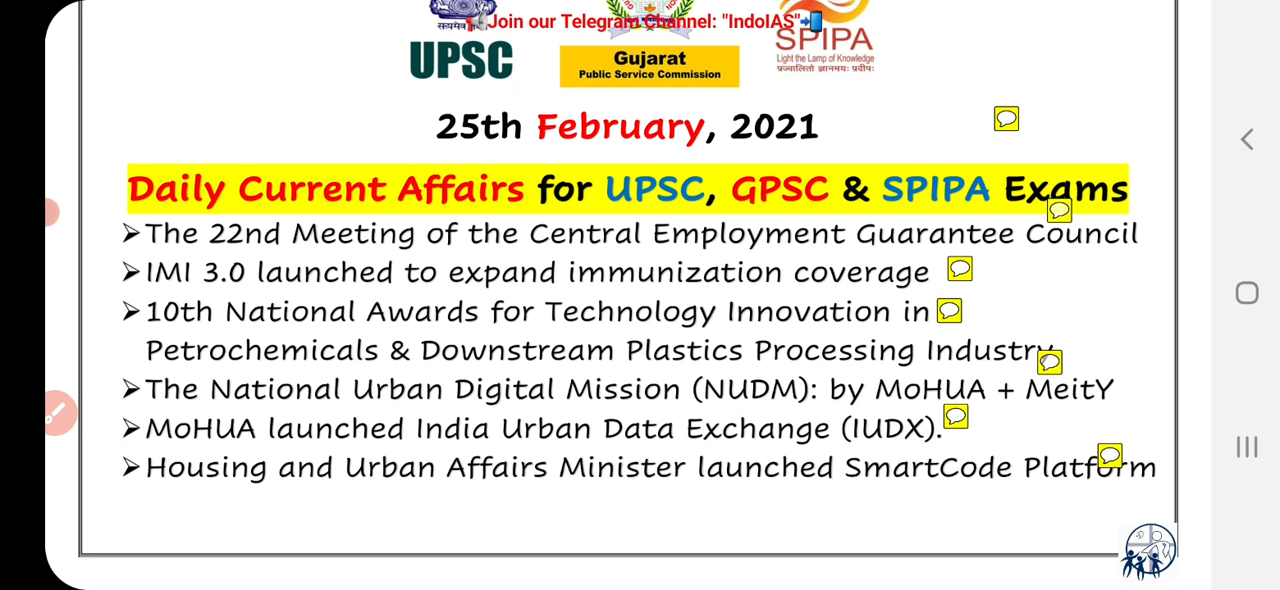 Join our Telegram Channel: "IndoIAS"
UPSC
Gujarat
Public Service Commission
SPIPA
Light the Lamp of Knowledge
प्रज्वालितो ज्ञानमयः प्रदीपः
25th February, 2021
Daily Current Affairs for UPSC, GPSC & SPIPA Exams
➢The 22nd Meeting of the Central Employment Guarantee Council
➢IMI 3.0 launched to expand immunization coverage
➢10th National Awards for Technology Innovation in
Petrochemicals & Downstream Plastics Processing Industry
➢The National Urban Digital Mission (NUDM): by MoHUA + MeitY
➢MoHUA launched India Urban Data Exchange (IUDX).
➢Housing and Urban Affairs Minister launched SmartCode Platform